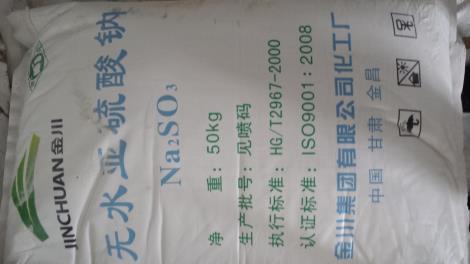 JINCHUAN 金川
无水亚硫酸钠
Na₂SO₃
净 重：50kg
生产批号：见喷码
执行标准：HG/T2967-2000
认证标准：ISO9001：2008
金川集团有限公司化工厂
中国 甘肃 金昌